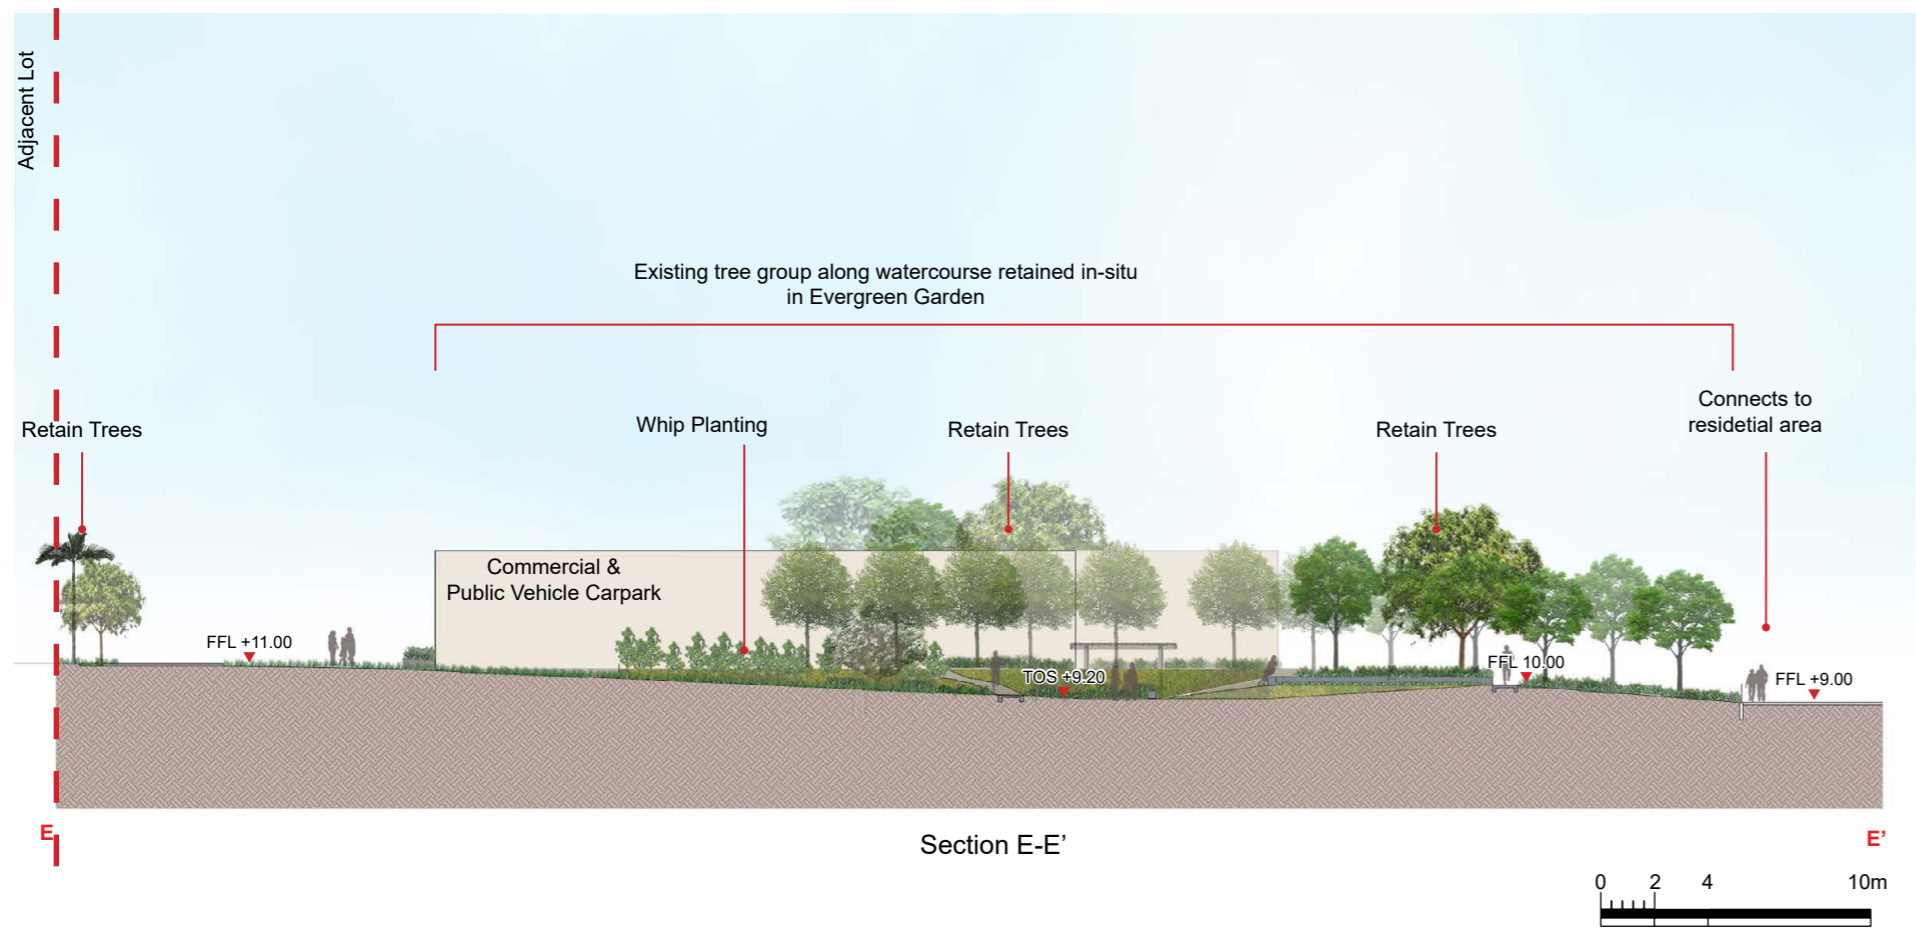 Adjacent Lot
Existing tree group along watercourse retained in-situ
in Evergreen Garden
Retain Trees
Whip Planting
Retain Trees
Retain Trees
Connects to
residetial area
Commercial &
Public Vehicle Carpark
FFL +11.00
TOS +9.20
FFL 10.00
FFL +9.00
E
Section E-E’
E’
0 2 4 10m